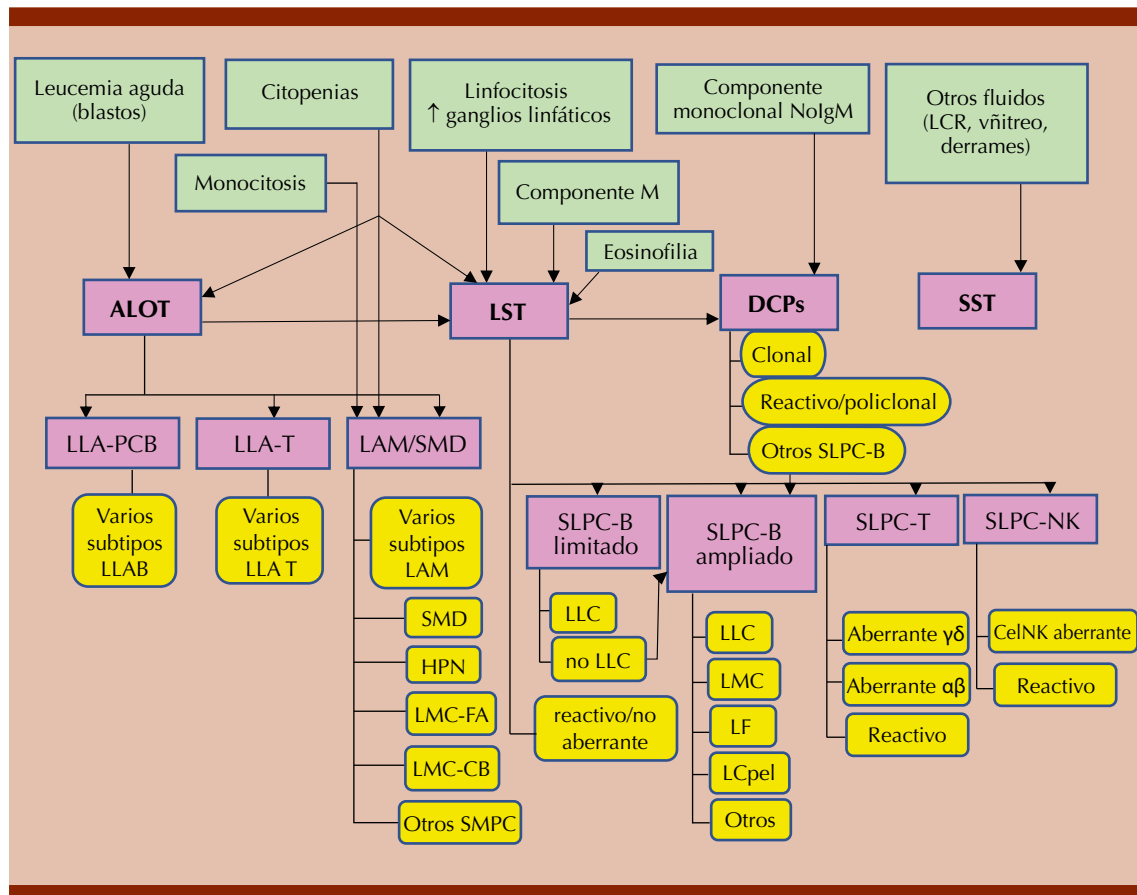 Leucemia aguda
(blastos)
Citopenias
Linfocitosis
↑ ganglios linfáticos
Componente
monoclonal NoIgM
Otros fluidos
(LCR, vñitreo,
derrames)
Monocitosis
Componente M
Eosinofilia
ALOT
LST
DCPs
SST
Clonal
Reactivo/policlonal
Otros SLPC-B
LLA-PCB
LLA-T
LAM/SMD
Varios
subtipos
LLAB
Varios
subtipos
LLA T
Varios
subtipos
LAM
SMD
HPN
LMC-FA
LMC-CB
Otros SMPC
SLPC-B
limitado
SLPC-B
ampliado
SLPC-T
SLPC-NK
LLC
no LLC
reactivo/no
aberrante
LLC
LMC
LF
LCpel
Otros
Aberrante γδ
Aberrante αβ
Reactivo
CelNK aberrante
Reactivo